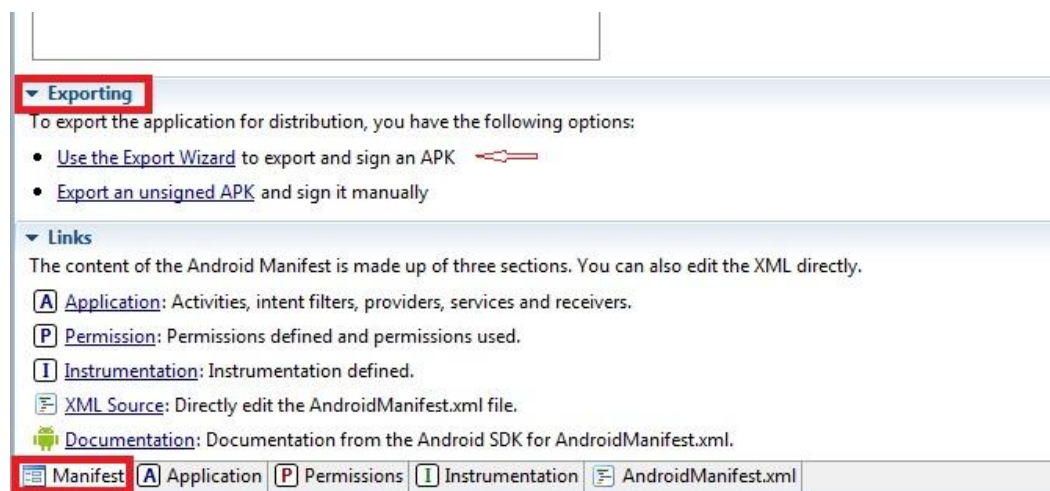 Exporting
To export the application for distribution, you have the following options:
Use the Export Wizard to export and sign an APK
Export an unsigned APK and sign it manually
Links
The content of the Android Manifest is made up of three sections. You can also edit the XML directly.
A Application: Activities, intent filters, providers, services and receivers.
P Permission: Permissions defined and permissions used.
I Instrumentation: Instrumentation defined.
XML Source: Directly edit the AndroidManifest.xml file.
Documentation: Documentation from the Android SDK for AndroidManifest.xml.
Manifest A Application P Permissions I Instrumentation AndroidManifest.xml